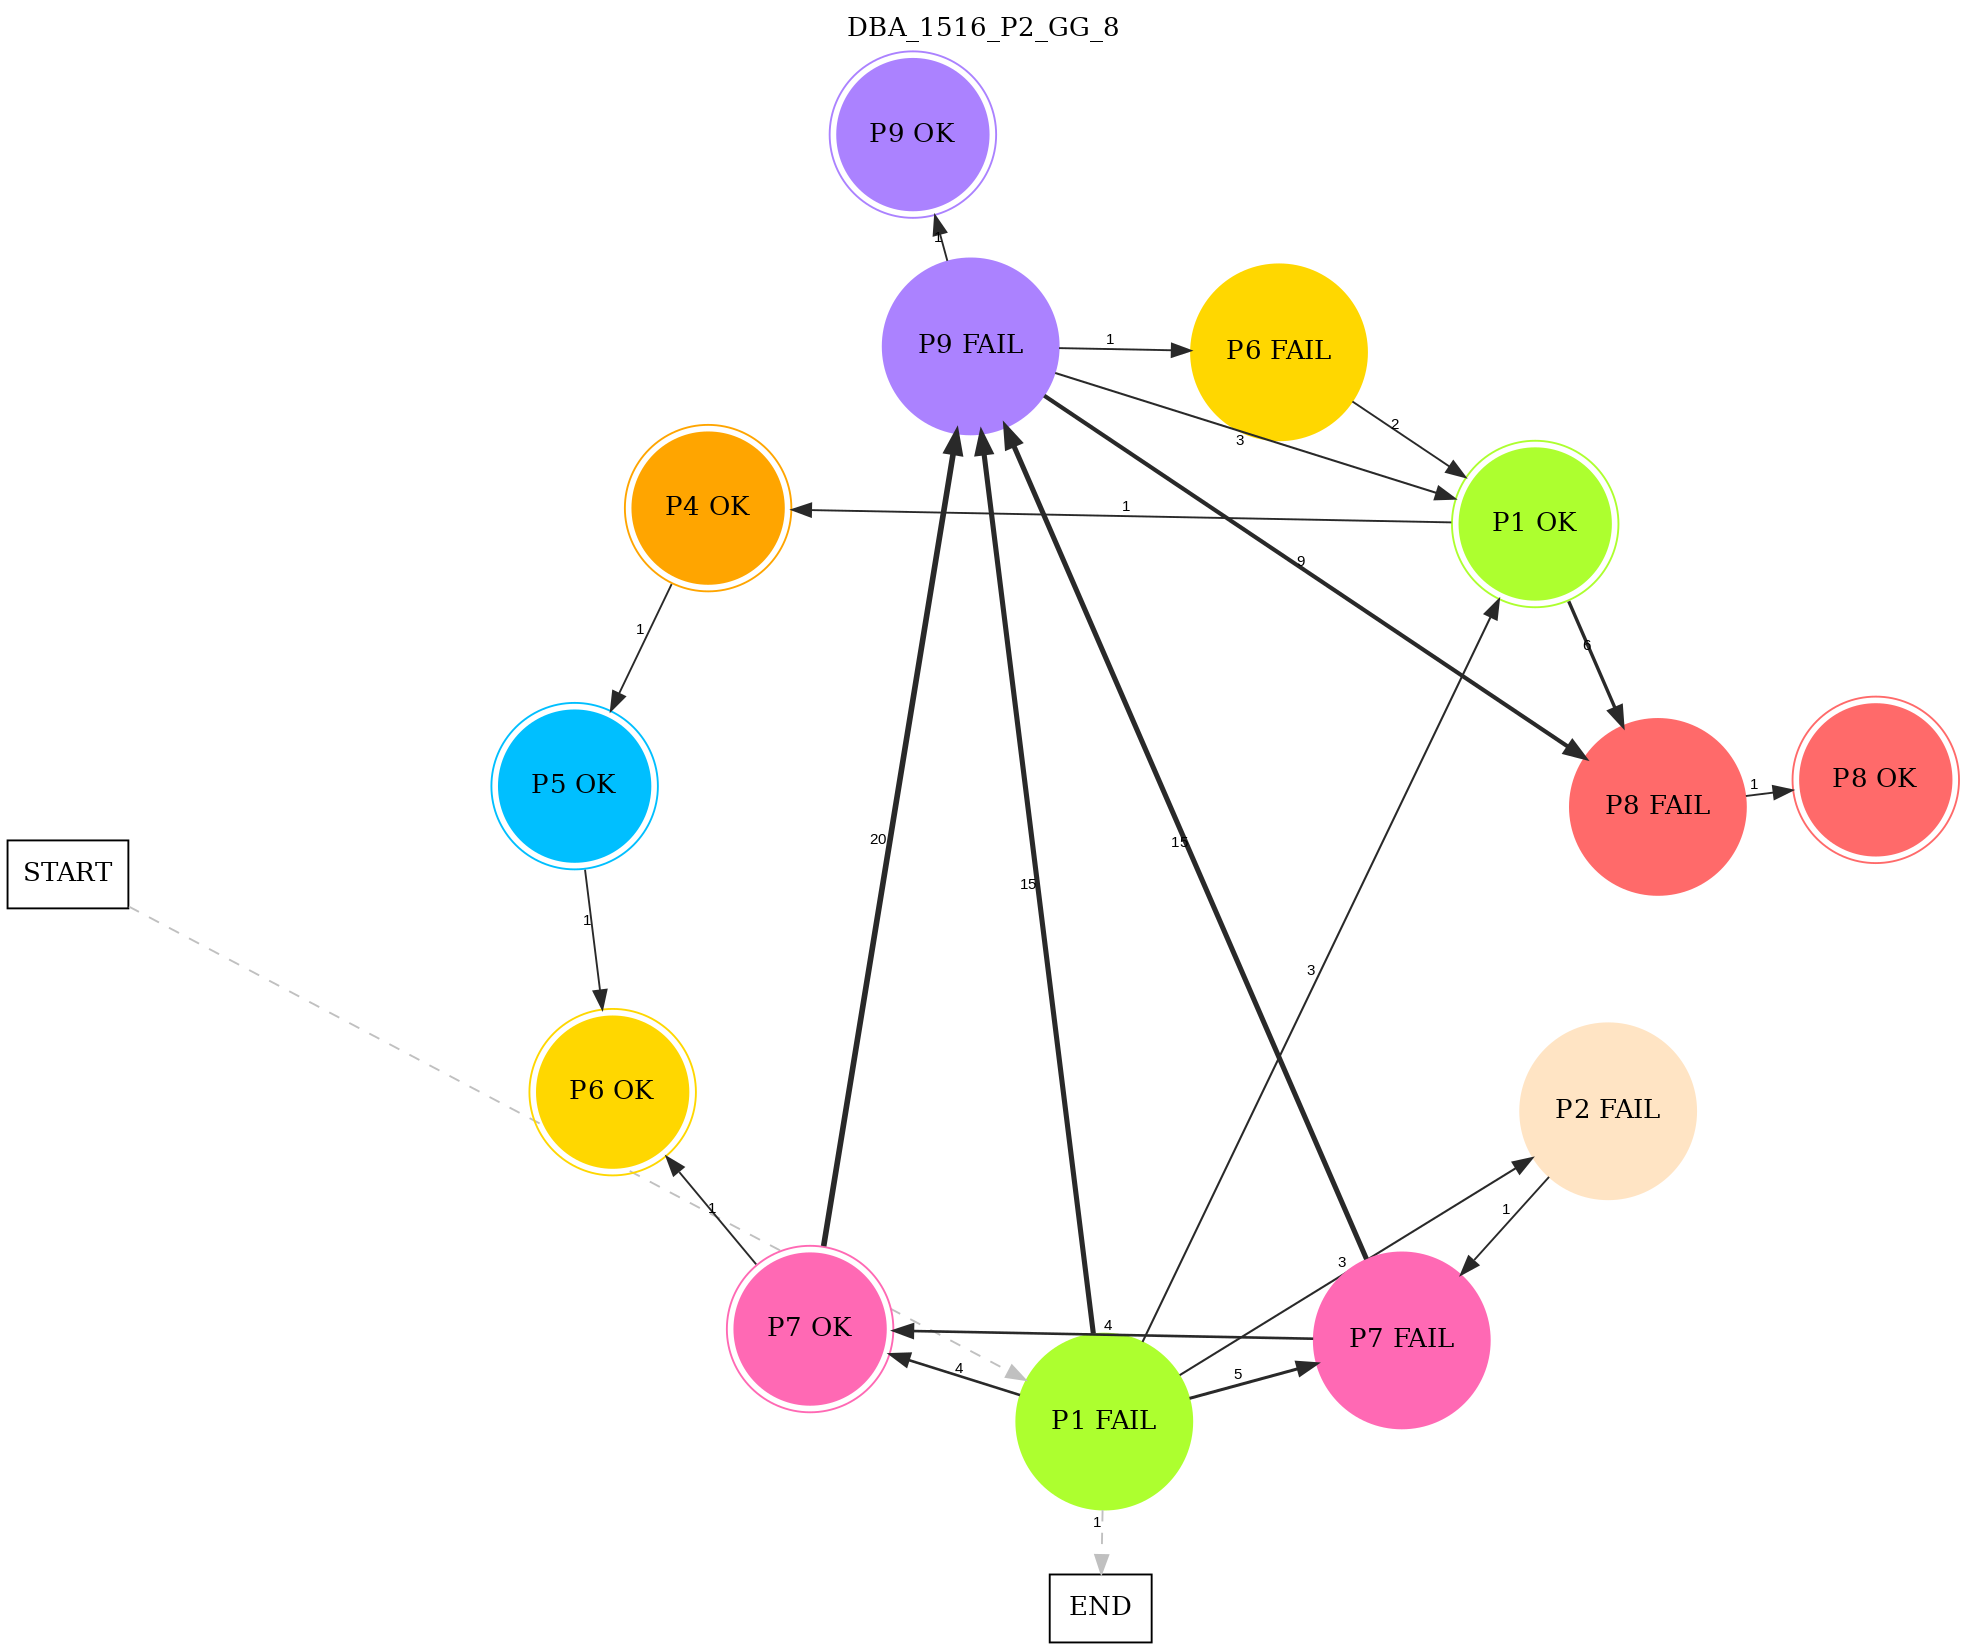 DBA_1516_P2_GG_8
P9 OK
1
P9 FAIL
1
P6 FAIL
2
3
P4 OK
1
P1 OK
9
1
6
P5 OK
P8 FAIL
1
P8 OK
START
20
15
15
1
3
P6 OK
P2 FAIL
1
1
3
P7 OK
4
P7 FAIL
4
5
P1 FAIL
1
END